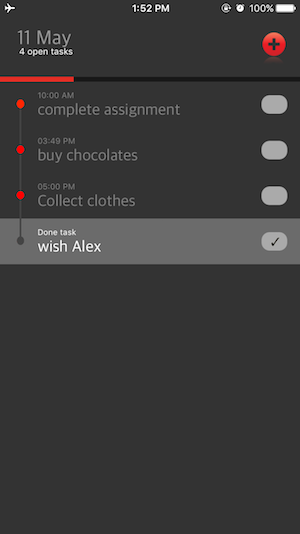 1:52 PM
100%
11 May
4 open tasks
10:00 AM
complete assignment
03:49 PM
buy chocolates
05:00 PM
Collect clothes
Done task
wish Alex